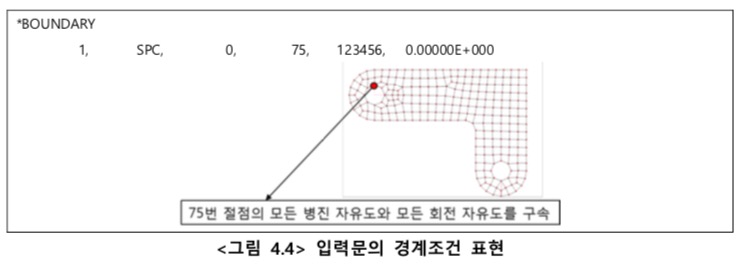 *BOUNDARY
1, SPC, 0, 75, 123456, 0.00000E+000
75번 절점의 모든 병진 자유도와 모든 회전 자유도를 구속
<그림 4.4> 입력문의 경계조건 표현